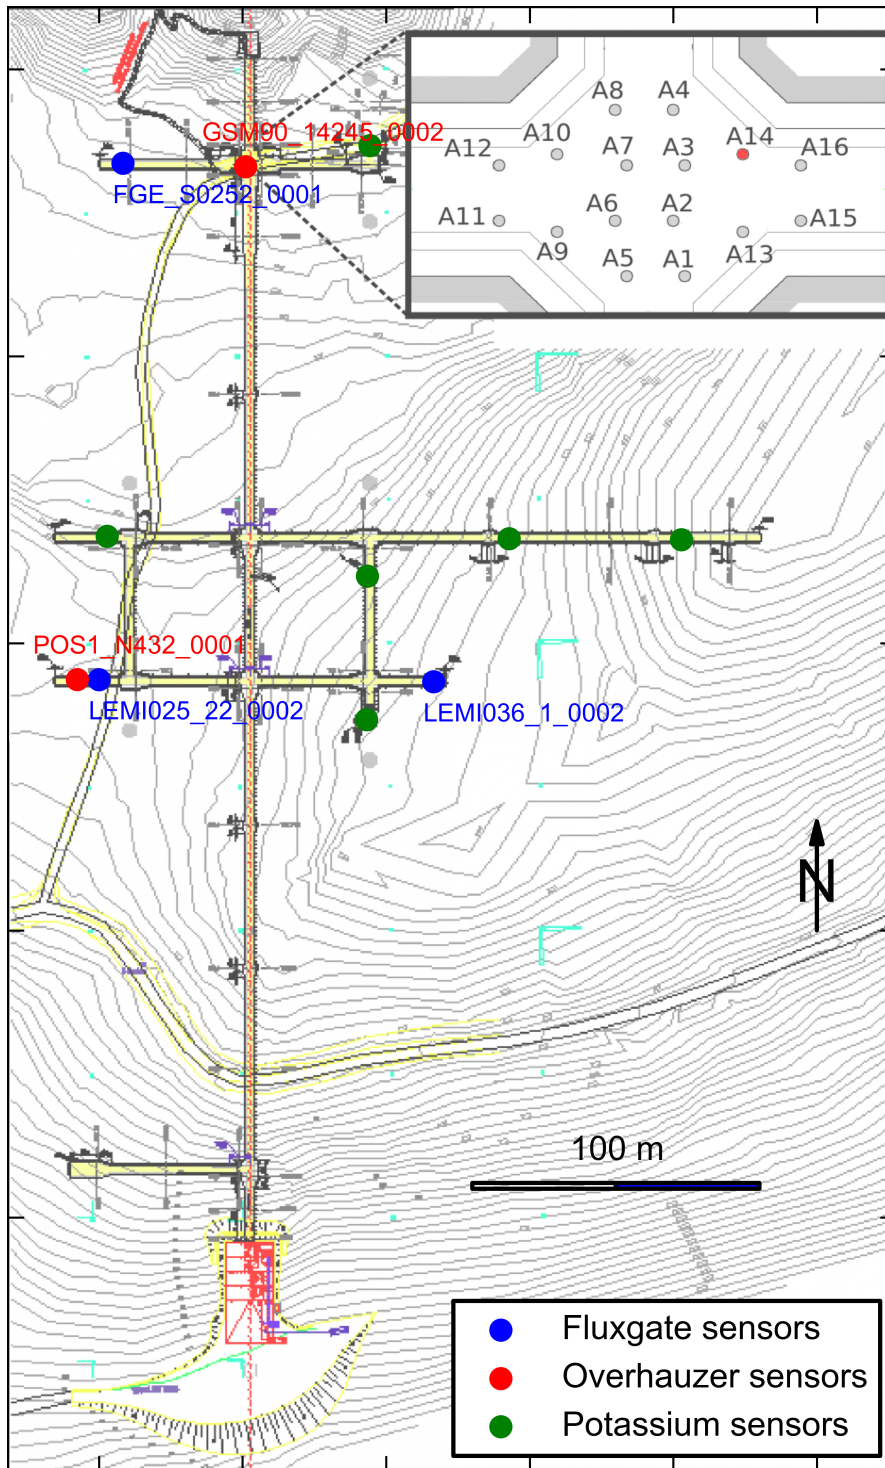 GSM90_14245_0002
FGE_S0252_0001
A8
A4
A12
A10
A7
A3
A14
A16
A11
A6
A2
A15
A9
A5
A1
A13
POS1_N432_0001
LEMI025_22_0002
LEMI036_1_0002
N
100 m
Fluxgate sensors
Overhauzer sensors
Potassium sensors